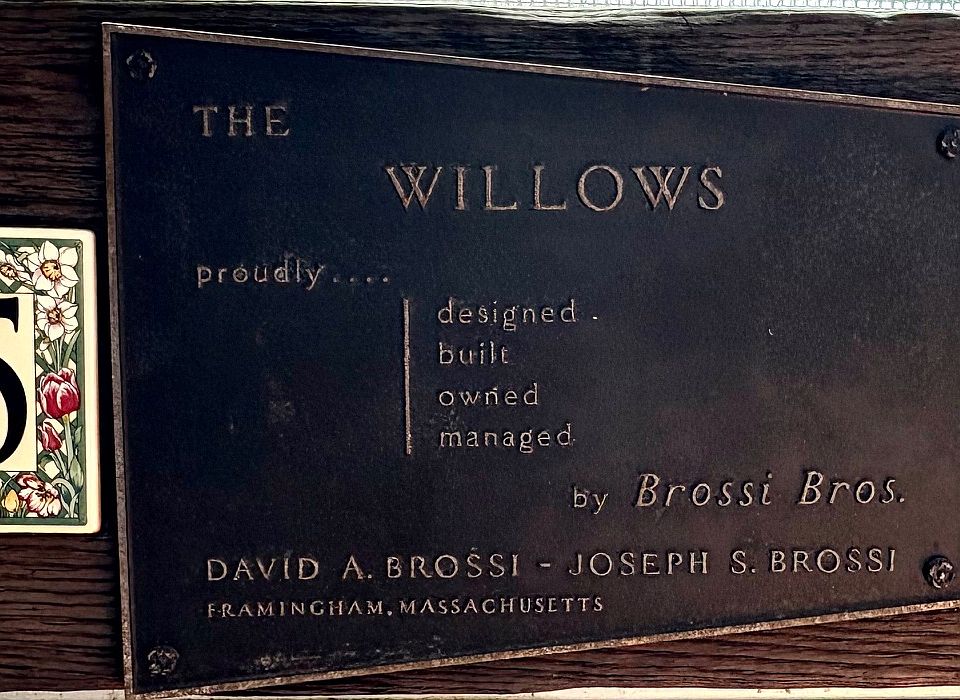 THE
WILLOWS
proudly....
designed .
built
owned
managed
by Brossi Bros.
DAVID A. BROSSI - JOSEPH S. BROSSI
FRAMINGHAM, MASSACHUSETTS